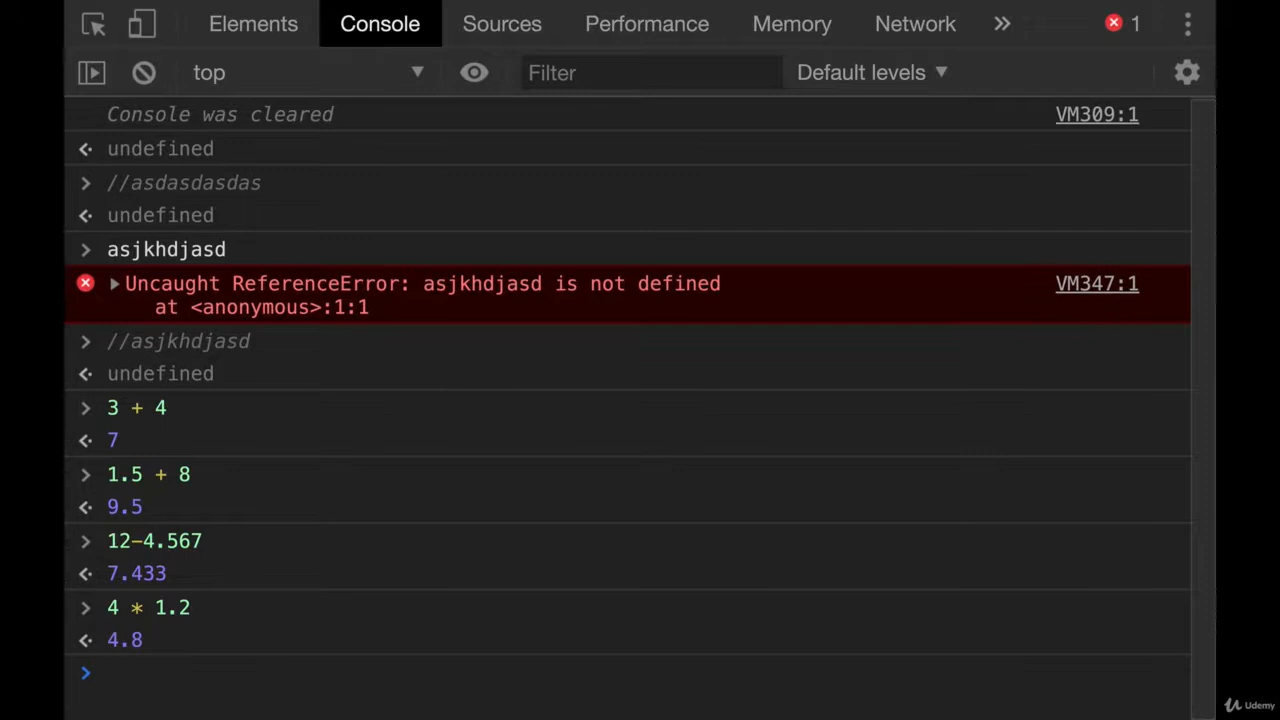 Elements Console Sources Performance Memory Network » 1
top Filter Default levels
Console was cleared VM309:1
undefined
//asdasdasdas
undefined
asjkhdjasd
Uncaught ReferenceError: asjkhdjasd is not defined VM347:1
at <anonymous>:1:1
//asjkhdjasd
undefined
3 + 4
7
1.5 + 8
9.5
12-4.567
7.433
4 * 1.2
4.8
Udemy